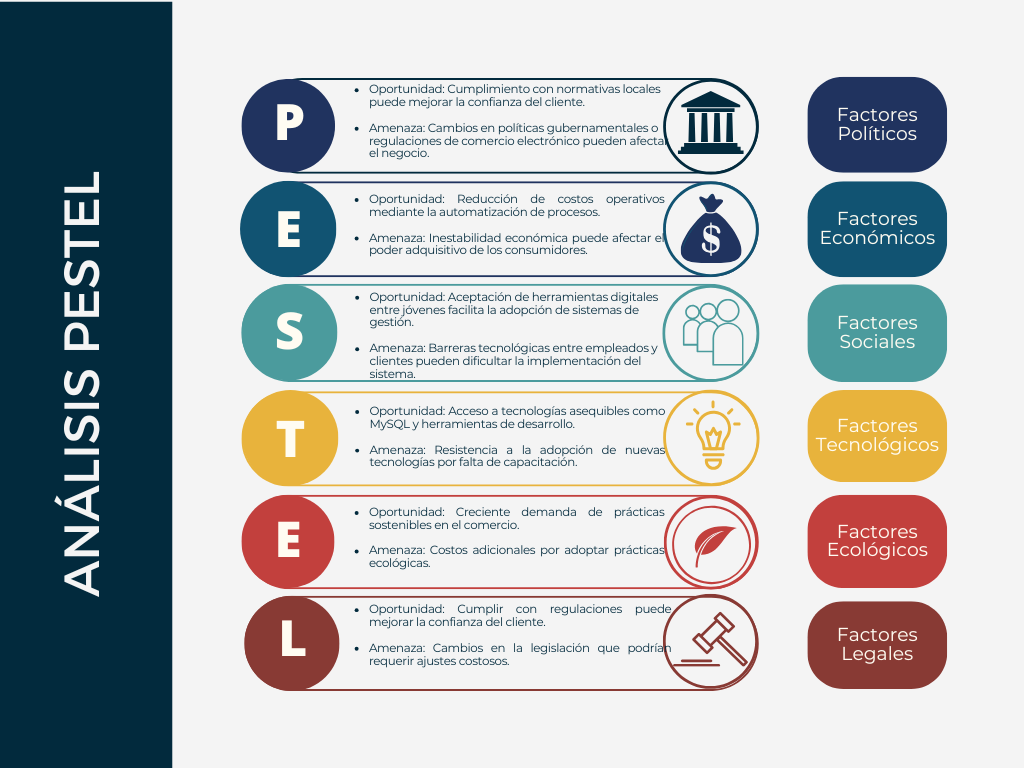 ANÁLISIS PESTEL
P
• Oportunidad: Cumplimiento con normativas locales
puede mejorar la confianza del cliente.
• Amenaza: Cambios en políticas gubernamentales o
regulaciones de comercio electrónico pueden afectar
el negocio.
Factores
Políticos
E
• Oportunidad: Reducción de costos operativos
mediante la automatización de procesos.
• Amenaza: Inestabilidad económica puede afectar el
poder adquisitivo de los consumidores.
$
Factores
Económicos
S
• Oportunidad: Aceptación de herramientas digitales
entre jóvenes facilita la adopción de sistemas de
gestión.
• Amenaza: Barreras tecnológicas entre empleados y
clientes pueden dificultar la implementación del
sistema.
Factores
Sociales
T
• Oportunidad: Acceso a tecnologías asequibles como
MySQL y herramientas de desarrollo.
• Amenaza: Resistencia a la adopción de nuevas
tecnologías por falta de capacitación.
Factores
Tecnológicos
E
• Oportunidad: Creciente demanda de prácticas
sostenibles en el comercio.
• Amenaza: Costos adicionales por adoptar prácticas
ecológicas.
Factores
Ecológicos
L
• Oportunidad: Cumplir con regulaciones puede
mejorar la confianza del cliente.
• Amenaza: Cambios en la legislación que podrían
requerir ajustes costosos.
Factores
Legales